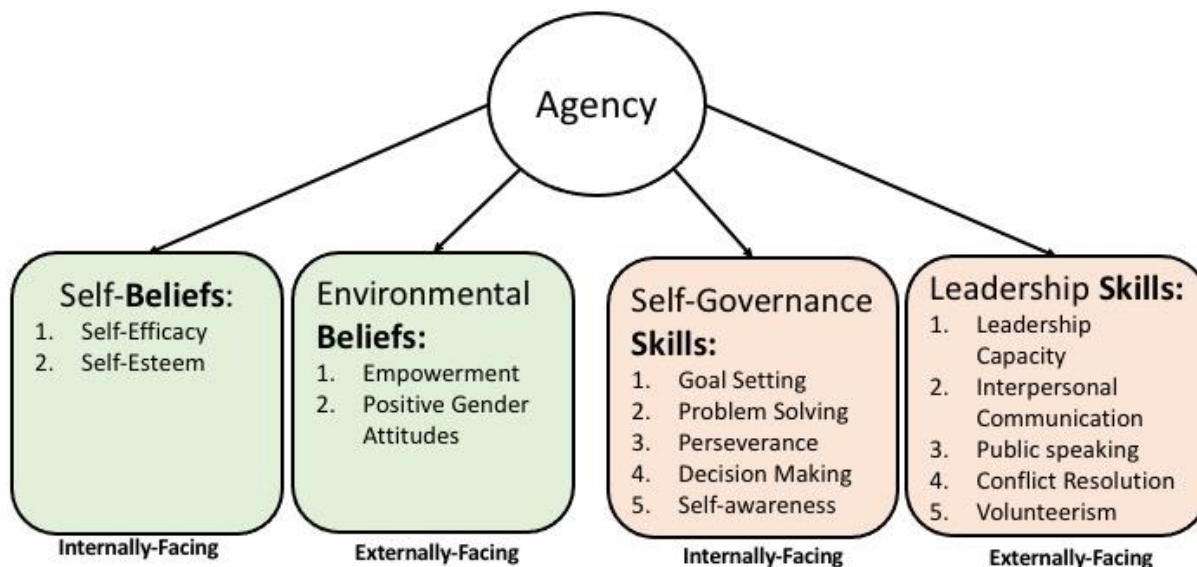 Agency
Self-Beliefs:
1. Self-Efficacy
2. Self-Esteem
Internally-Facing
Environmental
Beliefs:
1. Empowerment
2. Positive Gender
Attitudes
Externally-Facing
Self-Governance
Skills:
1. Goal Setting
2. Problem Solving
3. Perseverance
4. Decision Making
5. Self-awareness
Internally-Facing
Leadership Skills:
1. Leadership
Capacity
2. Interpersonal
Communication
3. Public speaking
4. Conflict Resolution
5. Volunteerism
Externally-Facing